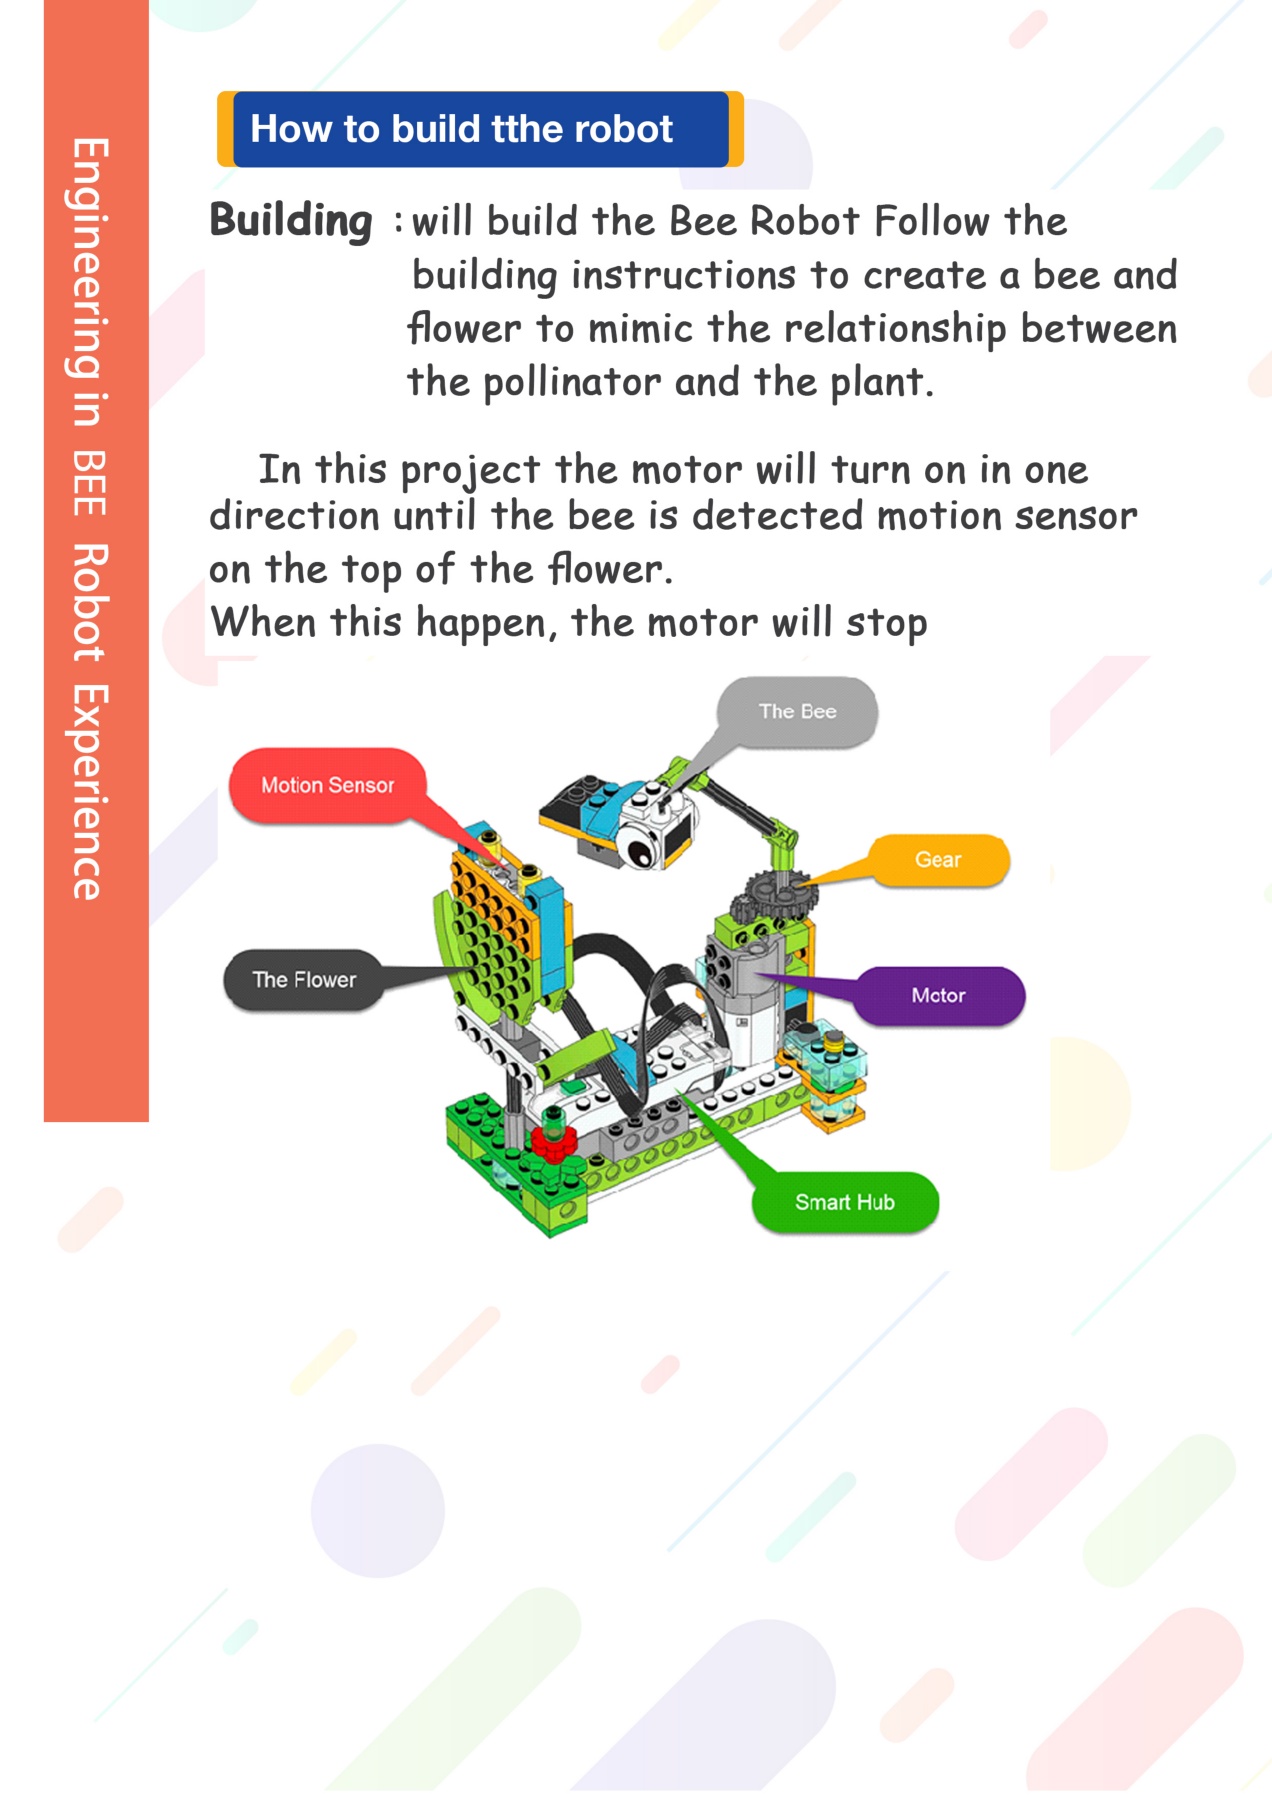 Engineering in BEE Robot Experience
How to build tthe robot
Building : will build the Bee Robot Follow the
building instructions to create a bee and
flower to mimic the relationship between
the pollinator and the plant.
In this project the motor will turn on in one
direction until the bee is detected motion sensor
on the top of the flower.
When this happen, the motor will stop
The Bee
Motion Sensor
Gear
The Flower
Motor
Smart Hub